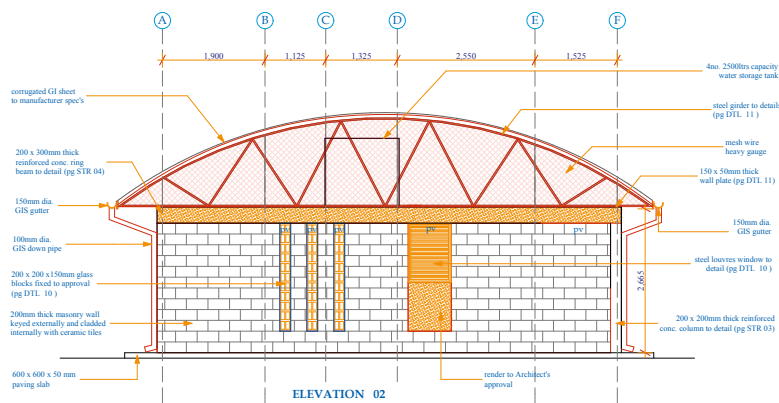 A B C D E F
1,900 1,125 1,325 2,550 1,525
4no. 2500ltrs capacity
water storage tank
corrugated GI sheet
to manufacturer spec's
steel girder to details
(pg DTL 11 )
mesh wire
heavy gauge
200 x 300mm thick
reinforced conc. ring
beam to detail (pg STR 04)
150 x 50mm thick
wall plate (pg DTL 11)
150mm dia.
GIS gutter
150mm dia.
GIS gutter
100mm dia.
GIS down pipe
pv pv pv pv pv
steel louvres window to
detail (pg DTL 10 )
2,665
200 x 200 x150mm glass
blocks fixed to approval
(pg DTL 10 )
200mm thick masonry wall
keyed externally and cladded
internally with ceramic tiles
200 x 200mm thick reinforced
conc. column to detail (pg STR 03)
600 x 600 x 50 mm
paving slab
render to Architect's
approval
ELEVATION 02